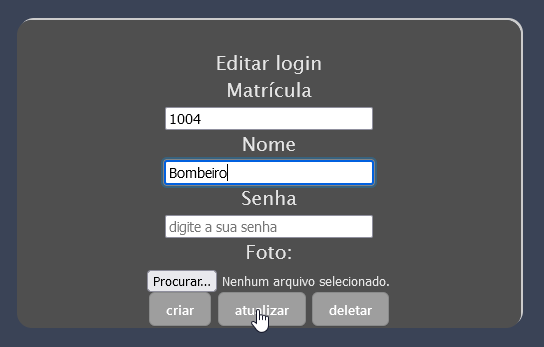 Editar login
Matrícula
1004
Nome
Bombeiro
Senha
digite a sua senha
Foto:
Procurar... Nenhum arquivo selecionado.
criar atualizar deletar